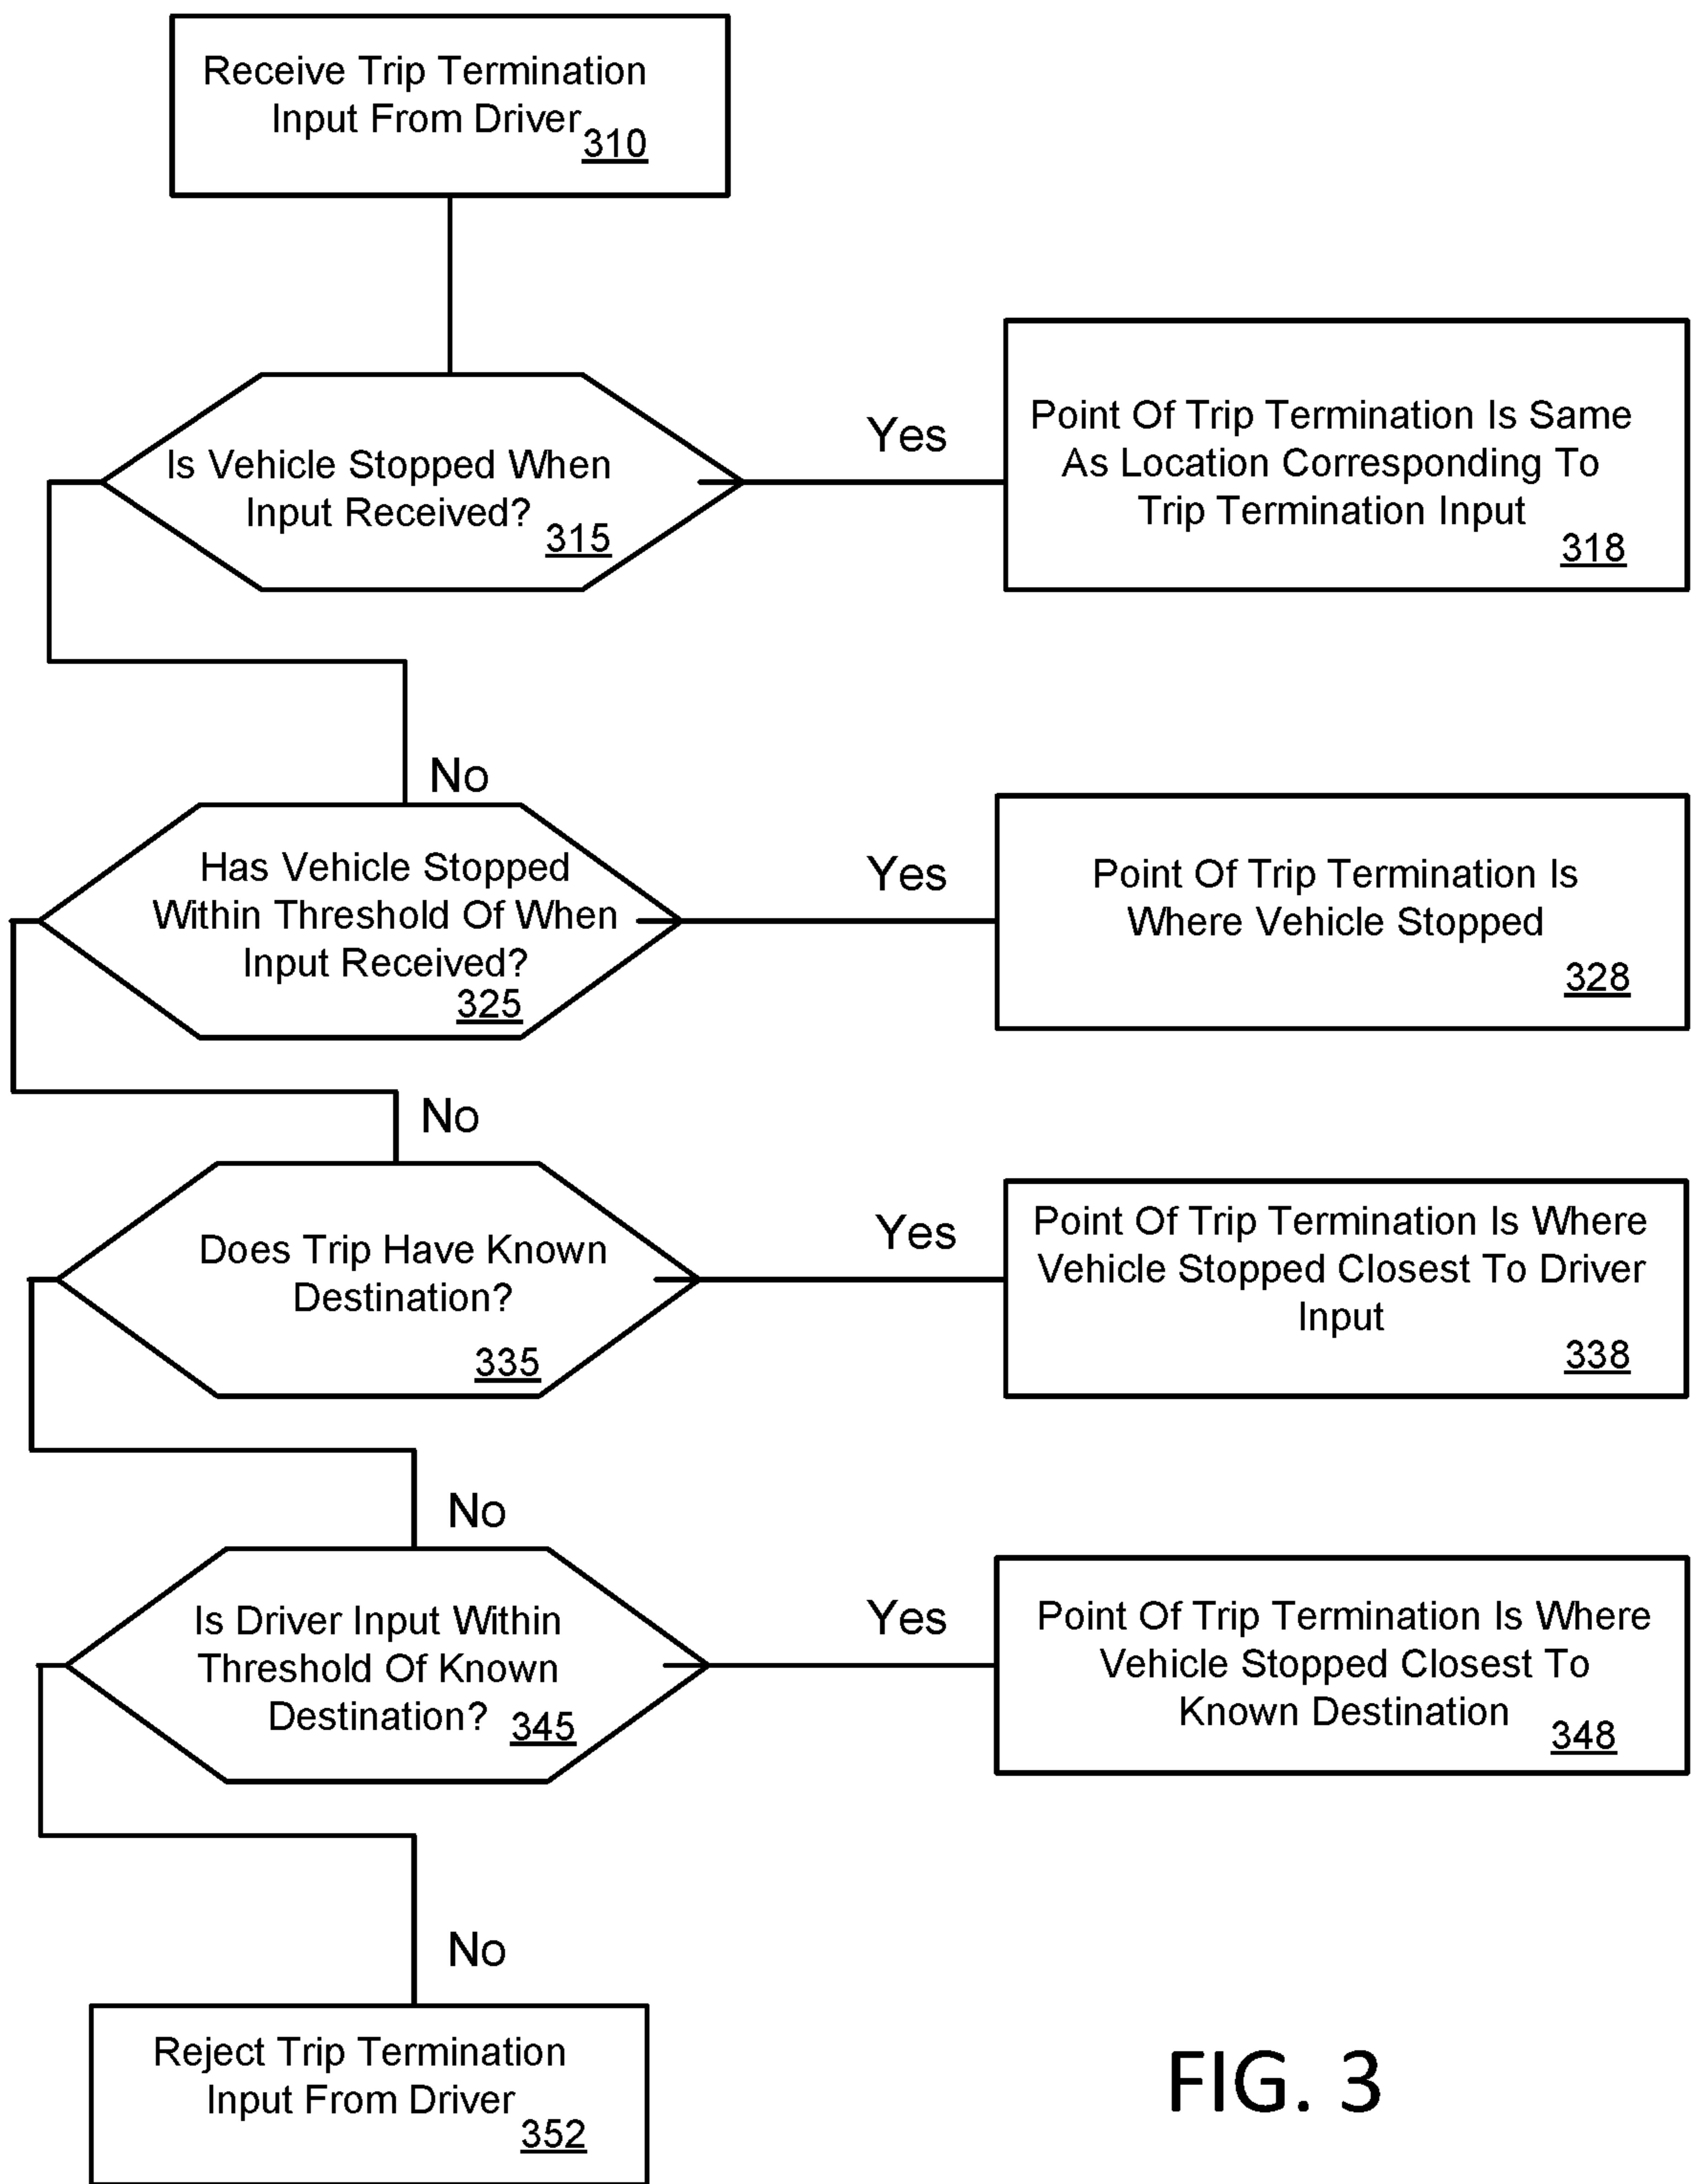 Receive Trip Termination
Input From Driver
310
Is Vehicle Stopped When
Input Received?
315
Yes
Point Of Trip Termination Is Same
As Location Corresponding To
Trip Termination Input
318
No
Has Vehicle Stopped
Within Threshold Of When
Input Received?
325
Yes
Point Of Trip Termination Is
Where Vehicle Stopped
328
No
Does Trip Have Known
Destination?
335
Yes
Point Of Trip Termination Is Where
Vehicle Stopped Closest To Driver
Input
338
No
Is Driver Input Within
Threshold Of Known
Destination?
345
Yes
Point Of Trip Termination Is Where
Vehicle Stopped Closest To
Known Destination
348
No
Reject Trip Termination
Input From Driver
352
FIG. 3